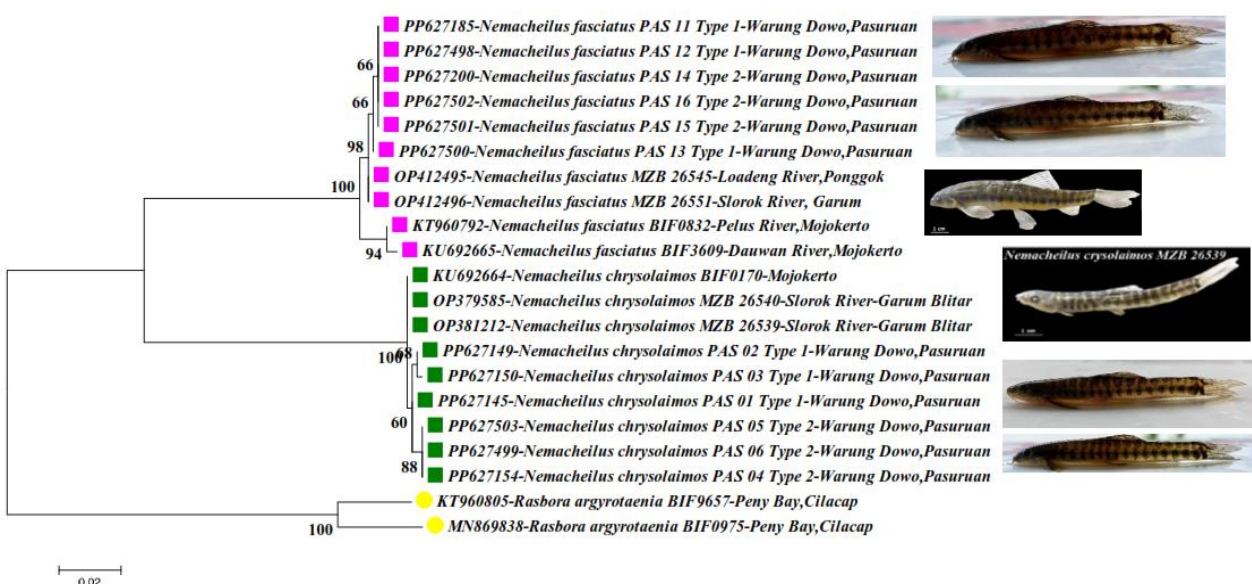 PP627185-Nemacheilus fasciatus PAS 11 Type 1-Warung Dowo,Pasuruan
66
PP627498-Nemacheilus fasciatus PAS 12 Type 1-Warung Dowo,Pasuruan
PP627200-Nemacheilus fasciatus PAS 14 Type 2-Warung Dowo,Pasuruan
66
PP627502-Nemacheilus fasciatus PAS 16 Type 2-Warung Dowo,Pasuruan
PP627501-Nemacheilus fasciatus PAS 15 Type 2-Warung Dowo,Pasuruan
98
PP627500-Nemacheilus fasciatus PAS 13 Type 1-Warung Dowo,Pasuruan
OP412495-Nemacheilus fasciatus MZB 26545-Loadeng River,Ponggok
100
OP412496-Nemacheilus fasciatus MZB 26551-Slorok River, Garum
KT960792-Nemacheilus fasciatus BIF0832-Pelus River,Mojokerto
1 cm
94
KU692665-Nemacheilus fasciatus BIF3609-Dauwan River,Mojokerto
Nemacheilus crysolaimos MZB 26539
KU692664-Nemacheilus chrysolaimos BIF0170-Mojokerto
OP379585-Nemacheilus chrysolaimos MZB 26540-Slorok River-Garum Blitar
OP381212-Nemacheilus chrysolaimos MZB 26539-Slorok River-Garum Blitar
1 cm
100
68
PP627149-Nemacheilus chrysolaimos PAS 02 Type 1-Warung Dowo,Pasuruan
PP627150-Nemacheilus chrysolaimos PAS 03 Type 1-Warung Dowo,Pasuruan
PP627145-Nemacheilus chrysolaimos PAS 01 Type 1-Warung Dowo,Pasuruan
60
PP627503-Nemacheilus chrysolaimos PAS 05 Type 2-Warung Dowo,Pasuruan
PP627499-Nemacheilus chrysolaimos PAS 06 Type 2-Warung Dowo,Pasuruan
88
PP627154-Nemacheilus chrysolaimos PAS 04 Type 2-Warung Dowo,Pasuruan
KT960805-Rasbora argyrotaenia BIF9657-Peny Bay,Cilacap
100
MN869838-Rasbora argyrotaenia BIF0975-Peny Bay,Cilacap
0.02